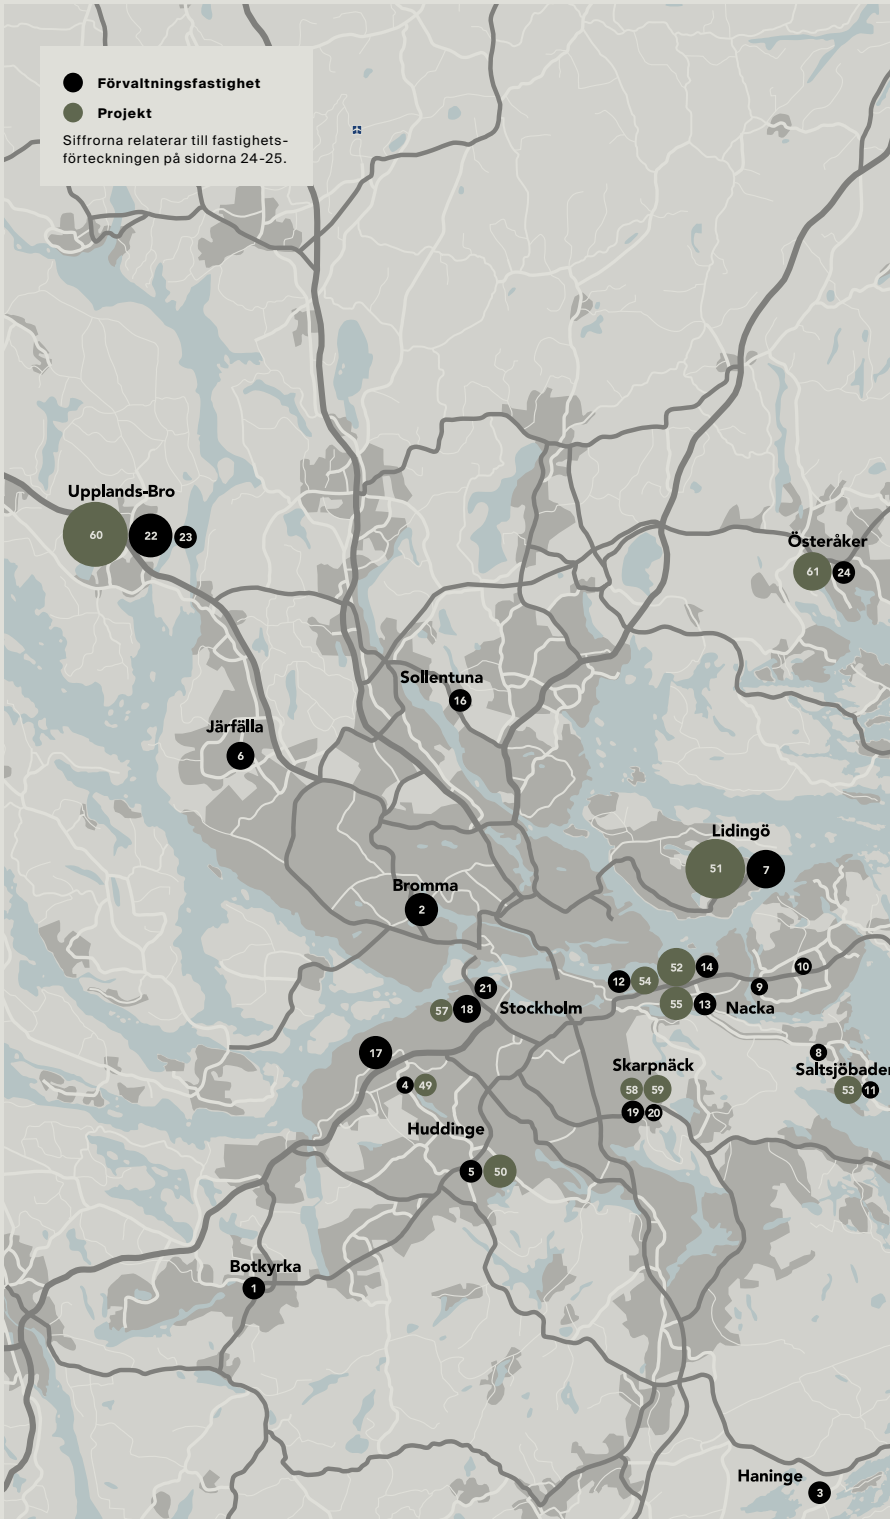 Förvaltningsfastighet
Projekt
Siffrorna relaterar till fastighets-
förteckningen på sidorna 24-25.
Upplands-Bro
60 22 23
Österåker
61 24
Sollentuna
16
Järfälla
6
Lidingö
51 7
Bromma
2
52 14 10
12 54
21 9
57 18 Stockholm 55 13 Nacka
17 8
Skarpnäck Saltsjöbaden
4 49 58 59 53 11
19 20
Huddinge
5 50
Botkyrka
1
Haninge
3